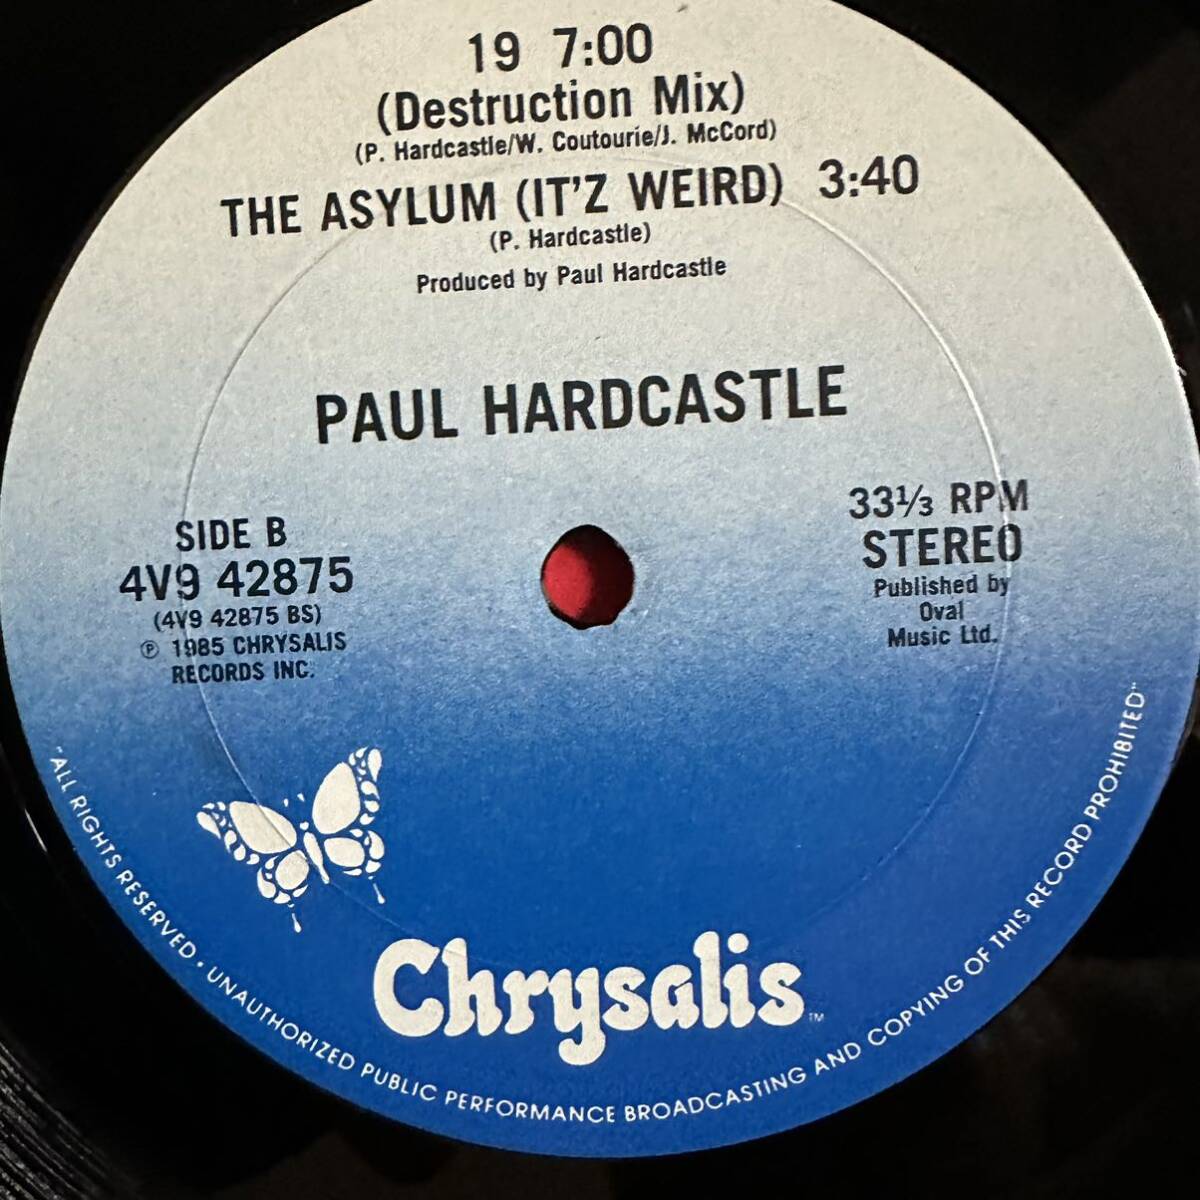 19 7:00
(Destruction Mix)
(P. Hardcastle/W. Coutourie/J. McCord)
THE ASYLUM (IT'Z WEIRD) 3:40
(P. Hardcastle)
Produced by Paul Hardcastle
PAUL HARDCASTLE
SIDE B
4V9 42875
(4V9 42875 BS)
℗ 1985 CHRYSALIS
RECORDS INC.
33⅓ RPM
STEREO
Published by
Oval
Music Ltd.
Chrysalis™
"ALL RIGHTS RESERVED • UNAUTHORIZED PUBLIC PERFORMANCE BROADCASTING AND COPYING OF THIS RECORD PROHIBITED"